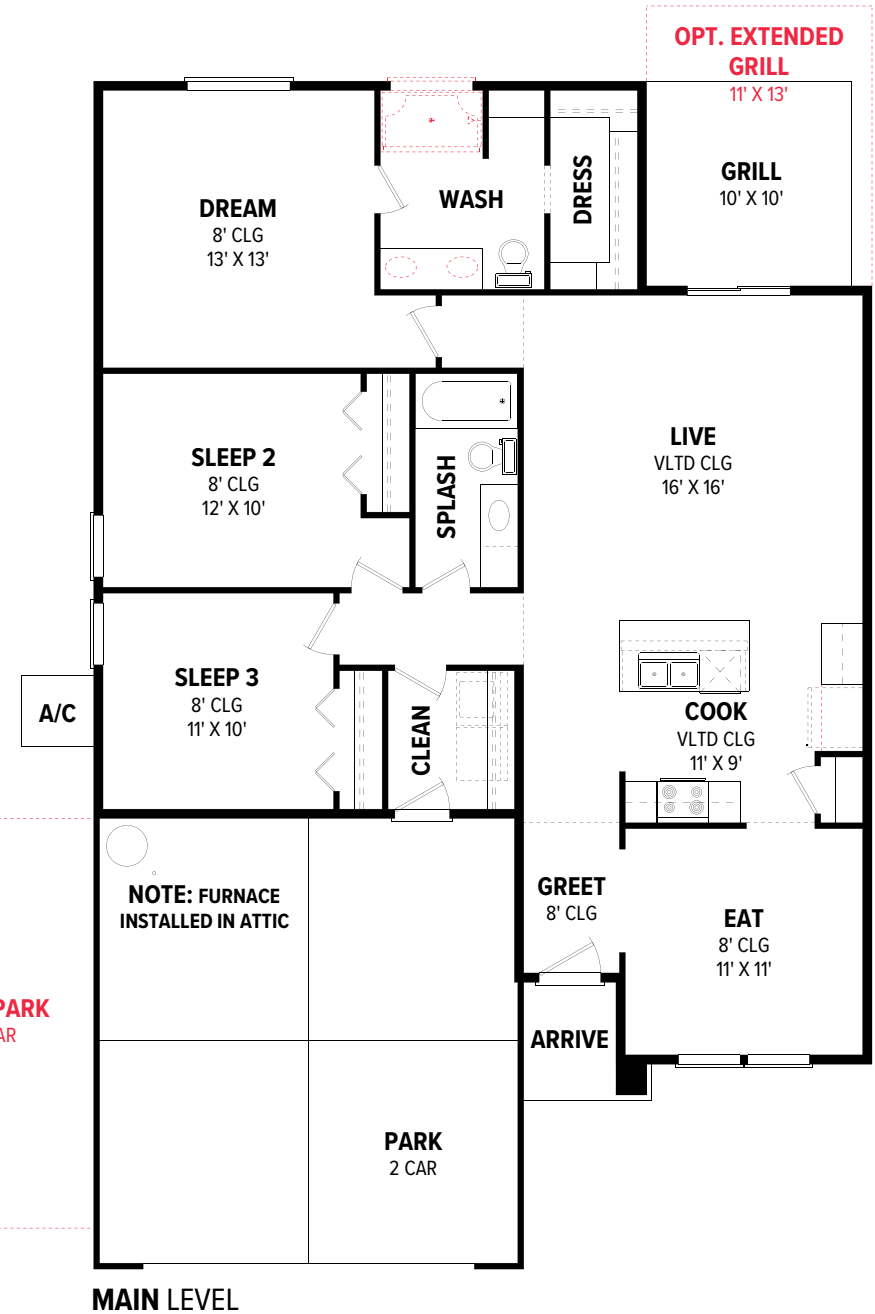 OPT. EXTENDED
GRILL
11' X 13'
GRILL
10' X 10'
DREAM
8' CLG
13' X 13'
WASH
DRESS
SLEEP 2
8' CLG
12' X 10'
SPLASH
LIVE
VLTD CLG
16' X 16'
SLEEP 3
8' CLG
11' X 10'
A/C
CLEAN
COOK
VLTD CLG
11' X 9'
NOTE: FURNACE
INSTALLED IN ATTIC
GREET
8' CLG
EAT
8' CLG
11' X 11'
PARK
AR
ARRIVE
PARK
2 CAR
MAIN LEVEL